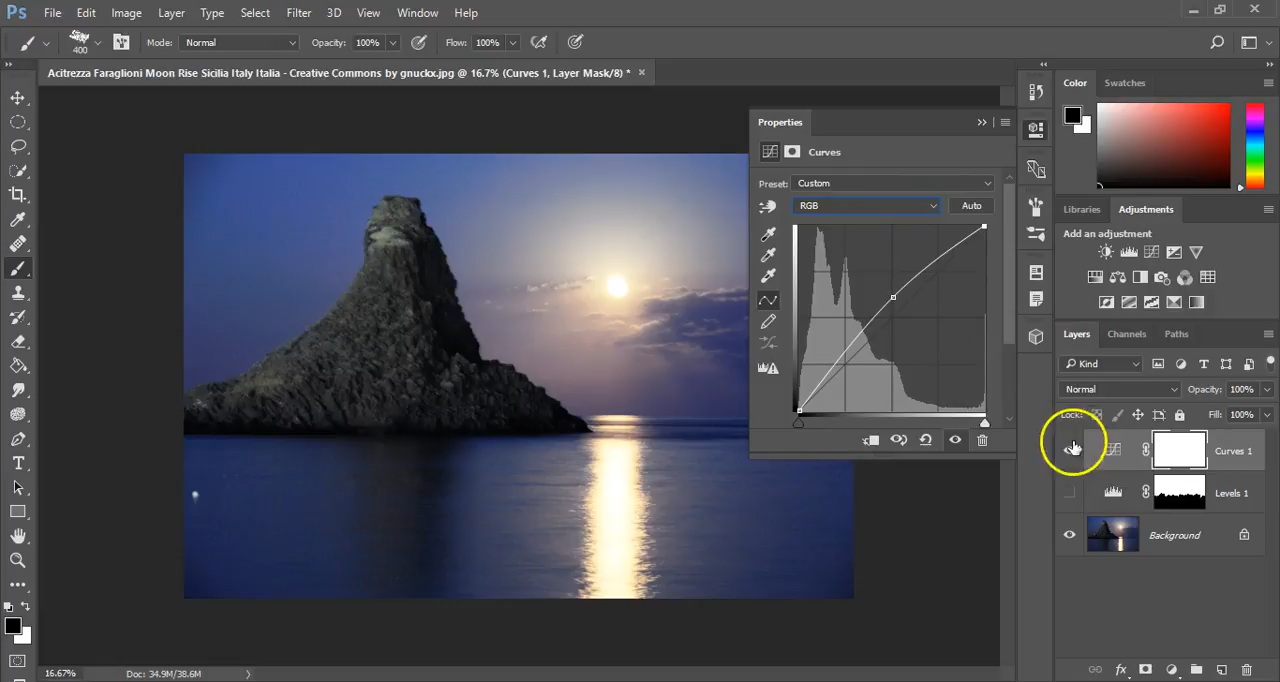 Ps File Edit Image Layer Type Select Filter 3D View Window Help
400 Mode: Normal Opacity: 100% Flow: 100%
Acitrezza Faraglioni Moon Rise Sicilia Italy Italia - Creative Commons by gnuckx.jpg @ 16.7% (Curves 1, Layer Mask/8) *
Properties
Curves
Preset: Custom
RGB Auto
Color Swatches
Libraries Adjustments
Add an adjustment
Layers Channels Paths
Kind
Normal Opacity: 100%
Lock: Fill: 100%
Curves 1
Levels 1
Background
T
fx
16.67% Doc: 34.9M/38.6M